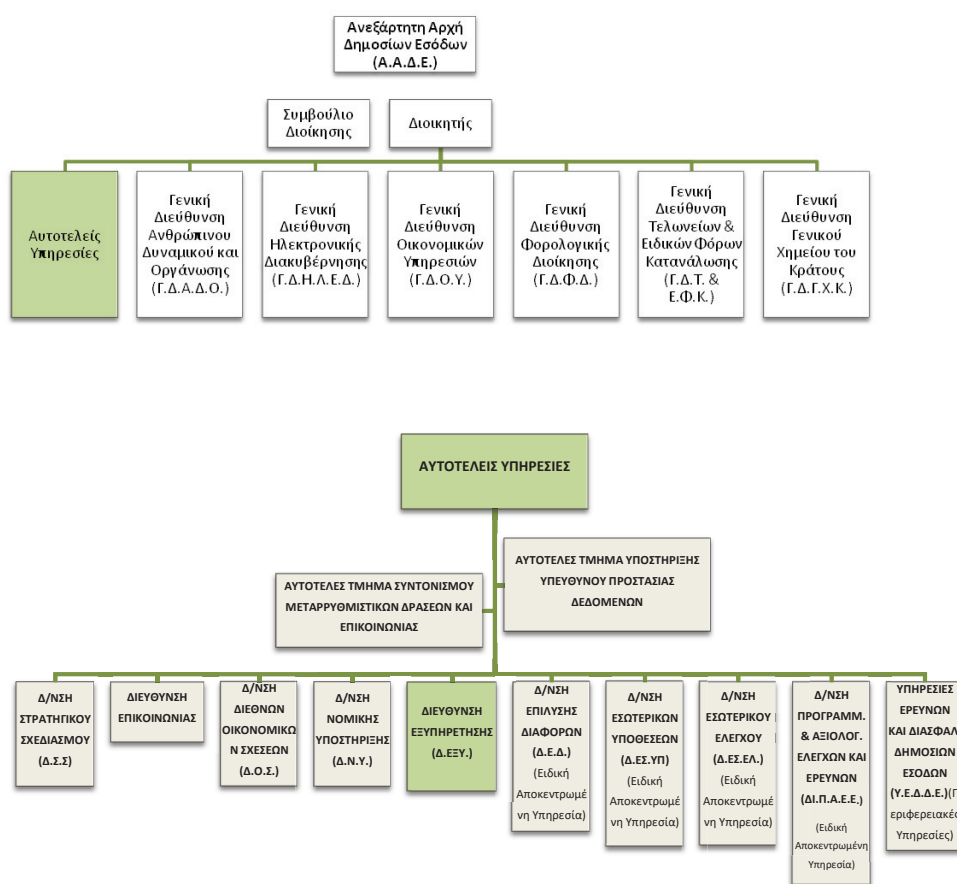 Ανεξάρτητη Αρχή
Δημοσίων Εσόδων
(Α.Α.Δ.Ε.)
Συμβούλιο
Διοίκησης
Διοικητής
Αυτοτελείς
Υπηρεσίες
Γενική
Διεύθυνση
Ανθρώπινου
Δυναμικού και
Οργάνωσης
(Γ.Δ.Α.Δ.Ο.)
Γενική
Διεύθυνση
Ηλεκτρονικής
Διακυβέρνησης
(Γ.Δ.Η.Λ.Ε.Δ.)
Γενική
Διεύθυνση
Οικονομικών
Υπηρεσιών
(Γ.Δ.Ο.Υ.)
Γενική
Διεύθυνση
Φορολογικής
Διοίκησης
(Γ.Δ.Φ.Δ.)
Γενική
Διεύθυνση
Τελωνείων &
Ειδικών Φόρων
Κατανάλωσης
(Γ.Δ.Τ. &
Ε.Φ.Κ.)
Γενική
Διεύθυνση
Γενικού
Χημείου του
Κράτους
(Γ.Δ.Γ.Χ.Κ.)
ΑΥΤΟΤΕΛΕΙΣ ΥΠΗΡΕΣΙΕΣ
ΑΥΤΟΤΕΛΕΣ ΤΜΗΜΑ ΥΠΟΣΤΗΡΙΞΗΣ
ΥΠΕΥΘΥΝΟΥ ΠΡΟΣΤΑΣΙΑΣ
ΔΕΔΟΜΕΝΩΝ
ΑΥΤΟΤΕΛΕΣ ΤΜΗΜΑ ΣΥΝΤΟΝΙΣΜΟΥ
ΜΕΤΑΡΡΥΘΜΙΣΤΙΚΩΝ ΔΡΑΣΕΩΝ ΚΑΙ
ΕΠΙΚΟΙΝΩΝΙΑΣ
Δ/ΝΣΗ
ΣΤΡΑΤΗΓΙΚΟΥ
ΣΧΕΔΙΑΣΜΟΥ
(Δ.Σ.Σ)
ΔΙΕΥΘΥΝΣΗ
ΕΠΙΚΟΙΝΩΝΙΑΣ
Δ/ΝΣΗ
ΔΙΕΘΝΩΝ
ΟΙΚΟΝΟΜΙΚΩ
Ν ΣΧΕΣΕΩΝ
(Δ.Ο.Σ.)
Δ/ΝΣΗ
ΝΟΜΙΚΗΣ
ΥΠΟΣΤΗΡΙΞΗΣ
(Δ.Ν.Υ.)
ΔΙΕΥΘΥΝΣΗ
ΕΞΥΠΗΡΕΤΗΣΗΣ
(Δ.ΕΞΥ.)
Δ/ΝΣΗ
ΕΠΙΛΥΣΗΣ
ΔΙΑΦΟΡΩΝ
(Δ.Ε.Δ.)
(Ειδική
Αποκεντρωμέ
νη Υπηρεσία)
Δ/ΝΣΗ
ΕΣΩΤΕΡΙΚΩΝ
ΥΠΟΘΕΣΕΩΝ
(Δ.ΕΣ.ΥΠ)
(Ειδική
Αποκεντρωμέ
νη Υπηρεσία)
Δ/ΝΣΗ
ΕΣΩΤΕΡΙΚΟΥ
ΕΛΕΓΧΟΥ
(Δ.ΕΣ.ΕΛ.)
(Ειδική
Αποκεντρωμέ
νη Υπηρεσία)
Δ/ΝΣΗ
ΠΡΟΓΡΑΜΜ.
& ΑΞΙΟΛΟΓ.
ΕΛΕΓΧΩΝ ΚΑΙ
ΕΡΕΥΝΩΝ
(ΔΙ.Π.Α.Ε.Ε.)
(Ειδική
Αποκεντρωμένη
Υπηρεσία)
ΥΠΗΡΕΣΙΕΣ
ΕΡΕΥΝΩΝ
ΚΑΙ ΔΙΑΣΦΑΛ
ΔΗΜΟΣΙΩΝ
ΕΣΟΔΩΝ
(Υ.Ε.Δ.Δ.Ε.)(Π
εριφερειακές
Υπηρεσίες)